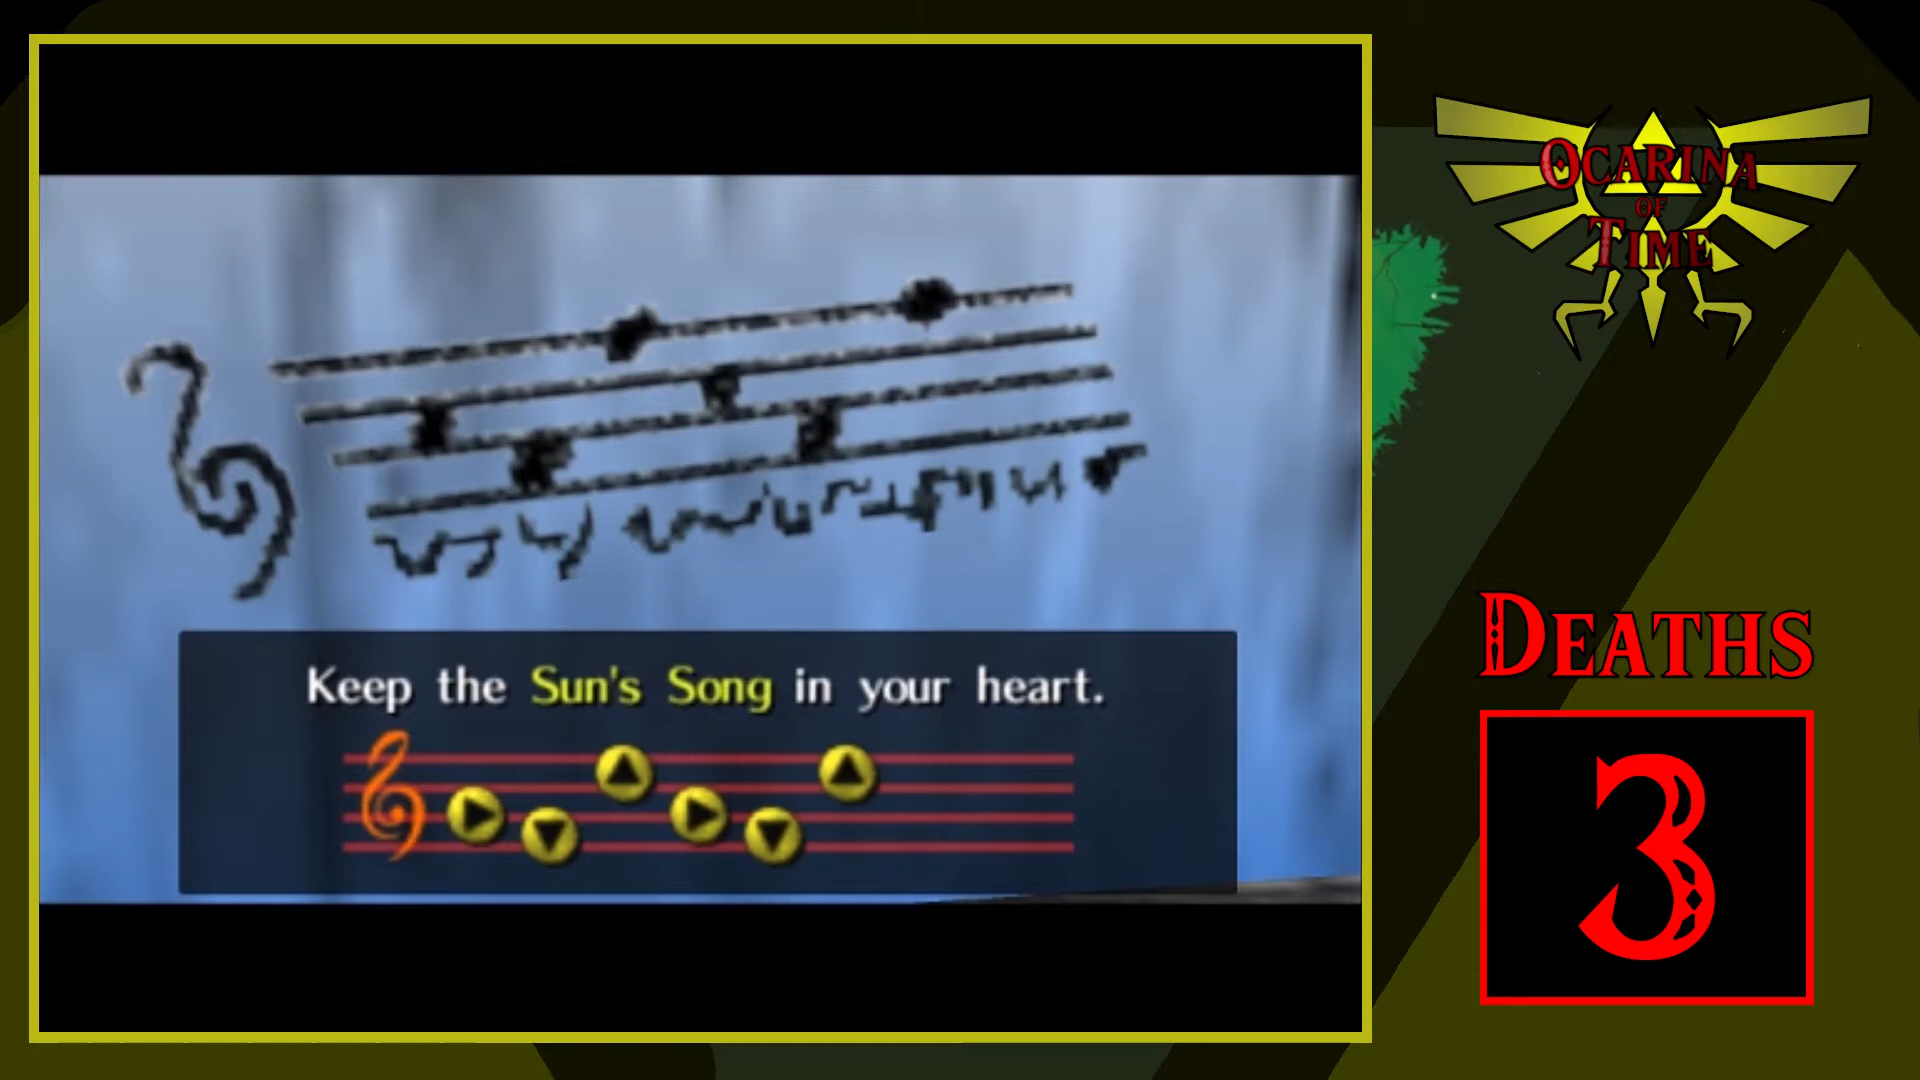 Keep the Sun's Song in your heart.
OCARINA
OF
TIME
DEATHS
3